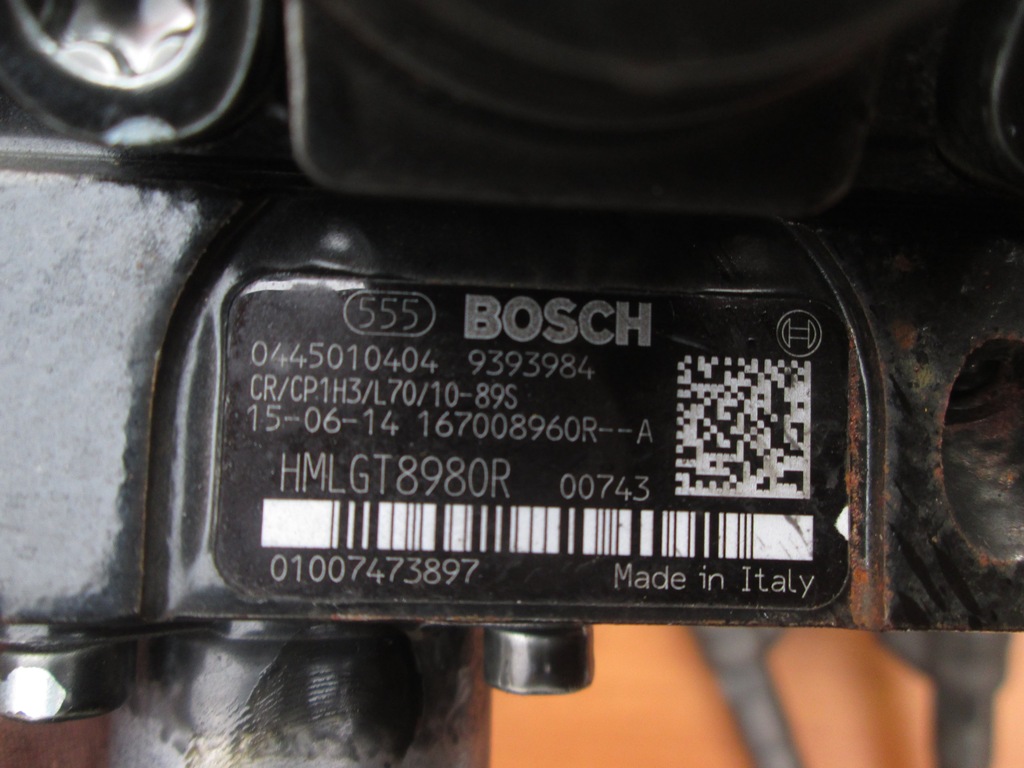 555 BOSCH
0445010404 9393984
CR/CP1H3/L70/10-89S
15-06-14 167008960R--A
HMLGT8980R 00743
01007473897 Made in Italy